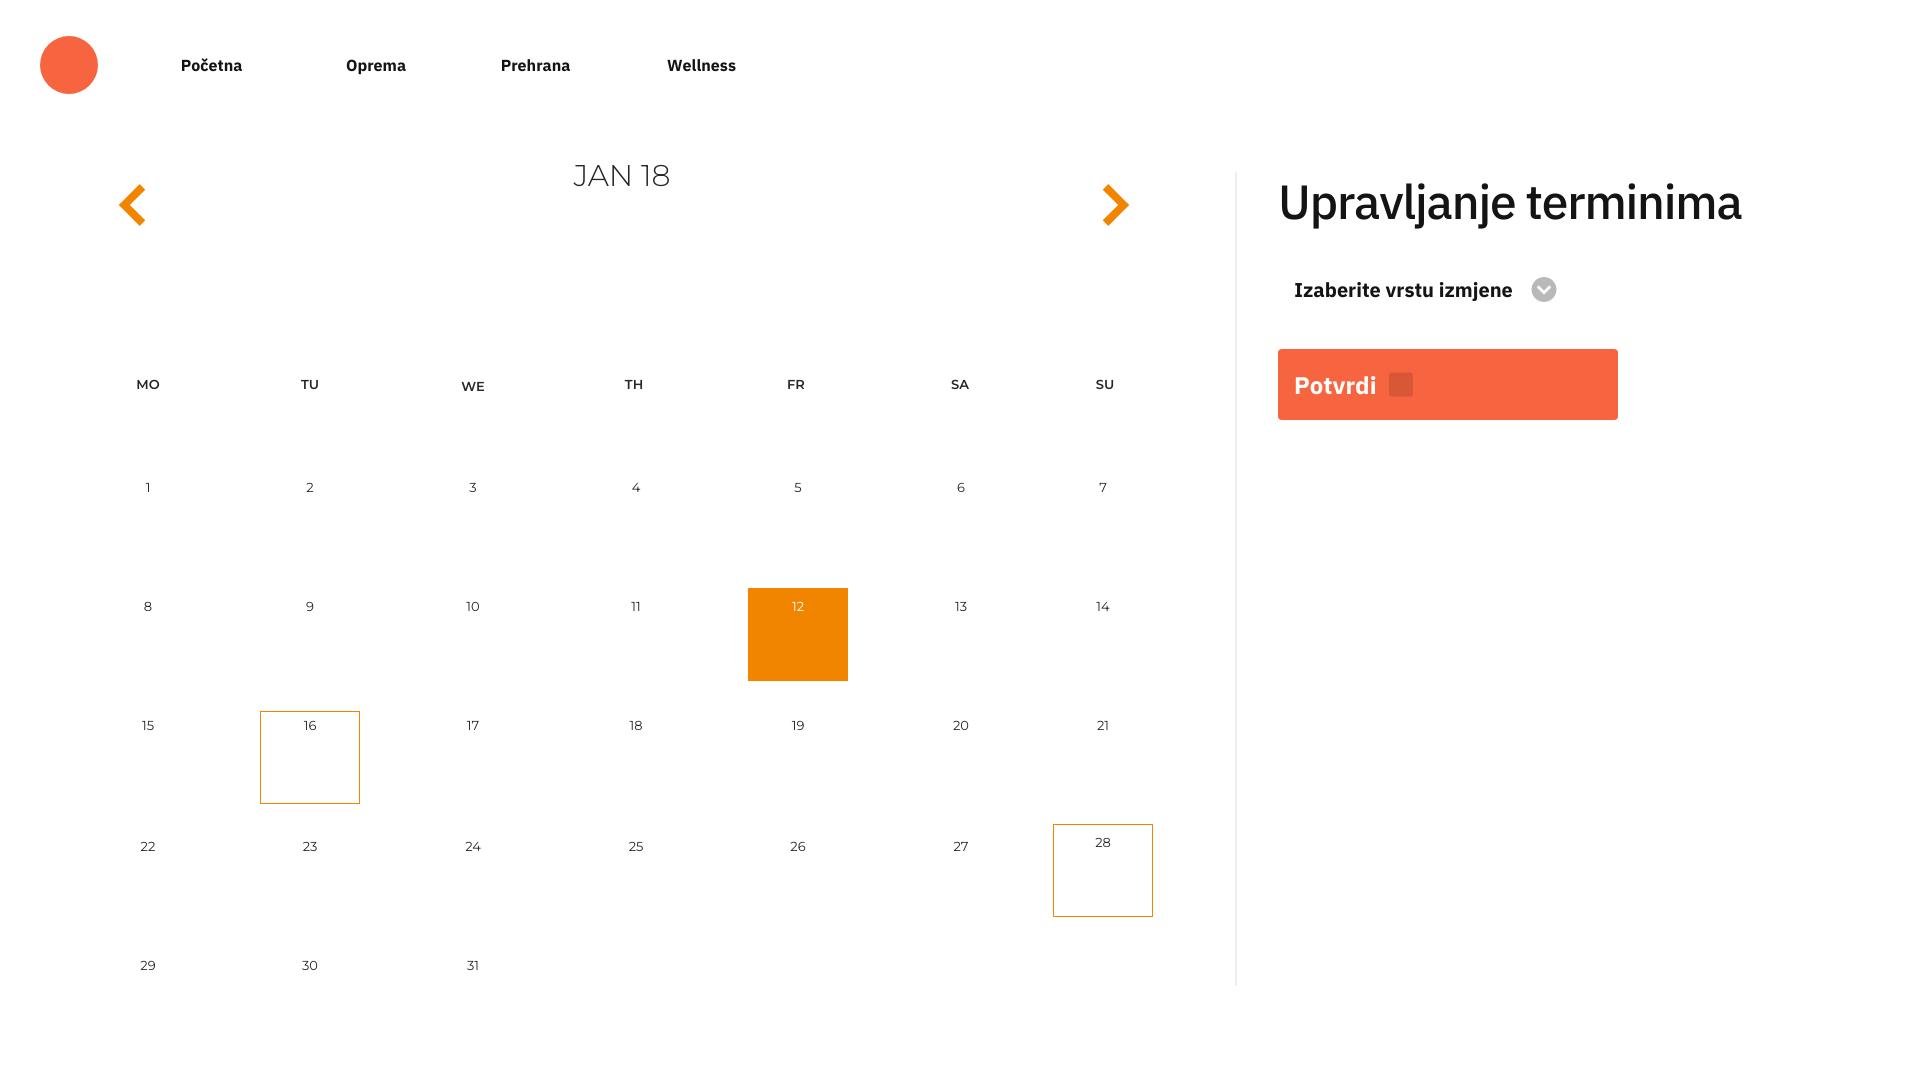 Početna Oprema Prehrana Wellness
JAN 18
MO TU WE TH FR SA SU
1 2 3 4 5 6 7
8 9 10 11 12 13 14
15 16 17 18 19 20 21
22 23 24 25 26 27 28
29 30 31
Upravljanje terminima
Izaberite vrstu izmjene
Potvrdi